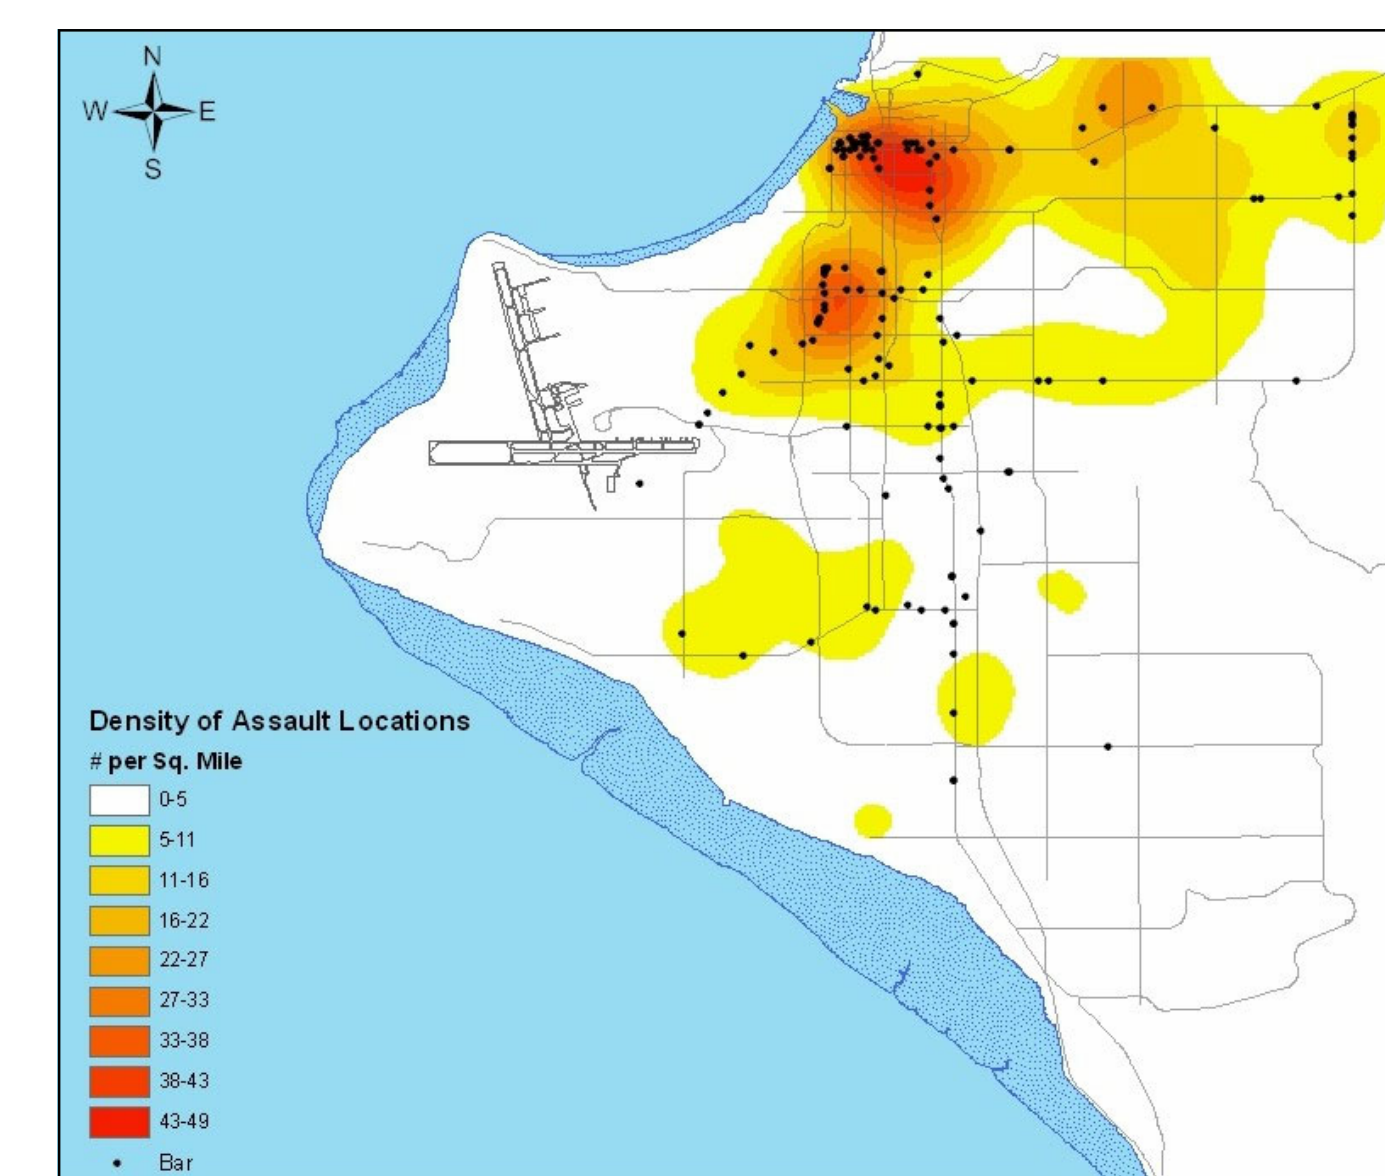 N
W E
S
Density of Assault Locations
# per Sq. Mile
0-5
5-11
11-16
16-22
22-27
27-33
33-38
38-43
43-49
Bar